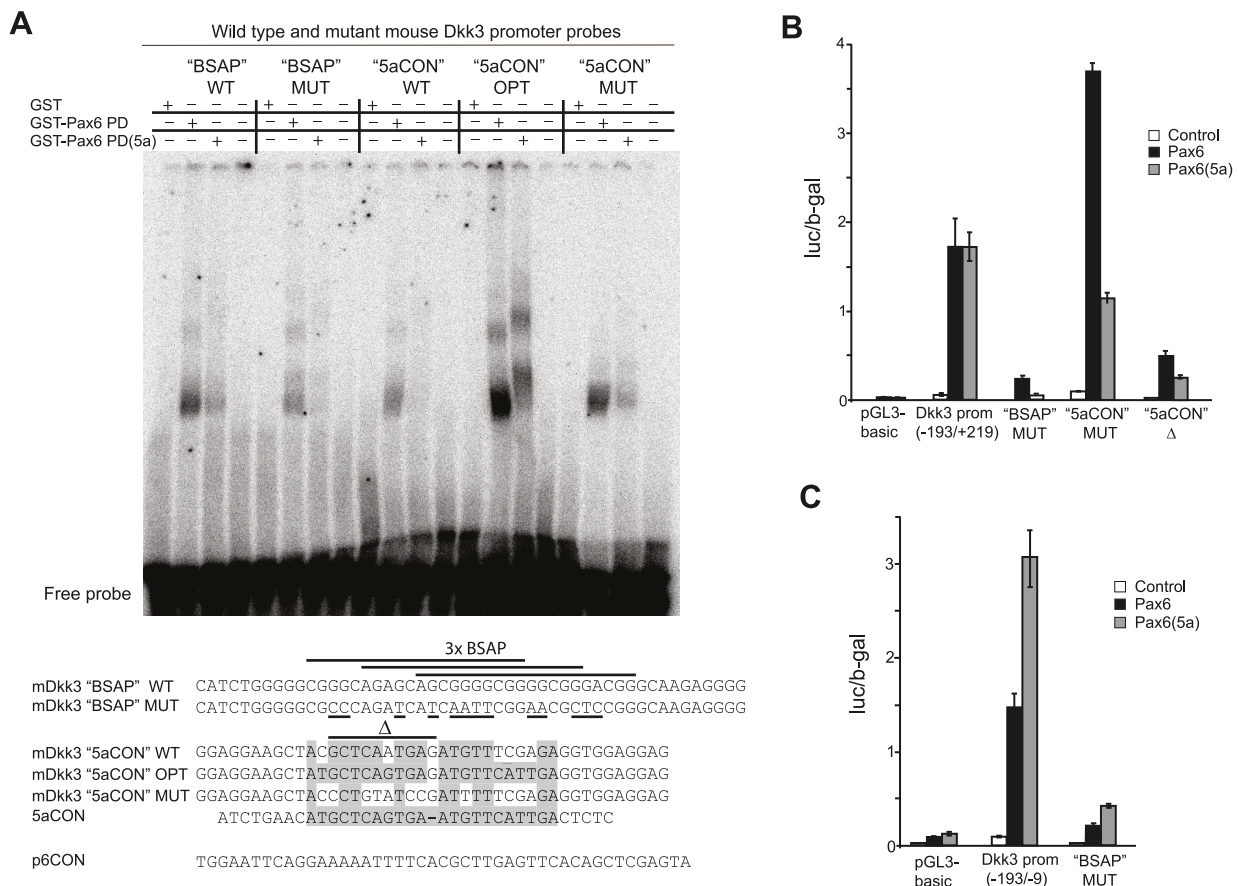 A
Wild type and mutant mouse Dkk3 promoter probes
“BSAP” WT “BSAP” MUT “5aCON” WT “5aCON” OPT “5aCON” MUT
GST + – – – + – – – + – – – + – – – + – – –
GST-Pax6 PD – + – – – + – – – + – – – + – – – + – –
GST-Pax6 PD(5a) – – + – – – + – – – + – – – + – – – + –
Free probe
3x BSAP
mDkk3 “BSAP” WT CATCTGGGGGCGGGCAGAGCAGCGGGGCGGGGCGGGACGGGCAAGAGGGG
mDkk3 “BSAP” MUT CATCTGGGGGCGCCCAGATCATCAATTCGGAACGCTCCGGGCAAGAGGGG
Δ
mDkk3 “5aCON” WT GGAGGAAGCTACGCTCAATGAGATGTTTCGAGAGGTGGAGGAG
mDkk3 “5aCON” OPT GGAGGAAGCTATGCTCAGTGAGATGTTCATTGAGGTGGAGGAG
mDkk3 “5aCON” MUT GGAGGAAGCTACCCTGTATCCGATTTTTCGAGAGGTGGAGGAG
5aCON ATCTGAACATGCTCAGTGA-ATGTTCATTGACTCTC
p6CON TGGAATTCAGGAAAAATTTTCACGCTTGAGTTCACAGCTCGAGTA
B
luc/b-gal
4
3
2
1
0
Control
Pax6
Pax6(5a)
pGL3-basic Dkk3 prom (-193/+219) “BSAP” MUT “5aCON” MUT “5aCON” Δ
C
luc/b-gal
3
2
1
0
Control
Pax6
Pax6(5a)
pGL3-basic Dkk3 prom (-193/-9) “BSAP” MUT